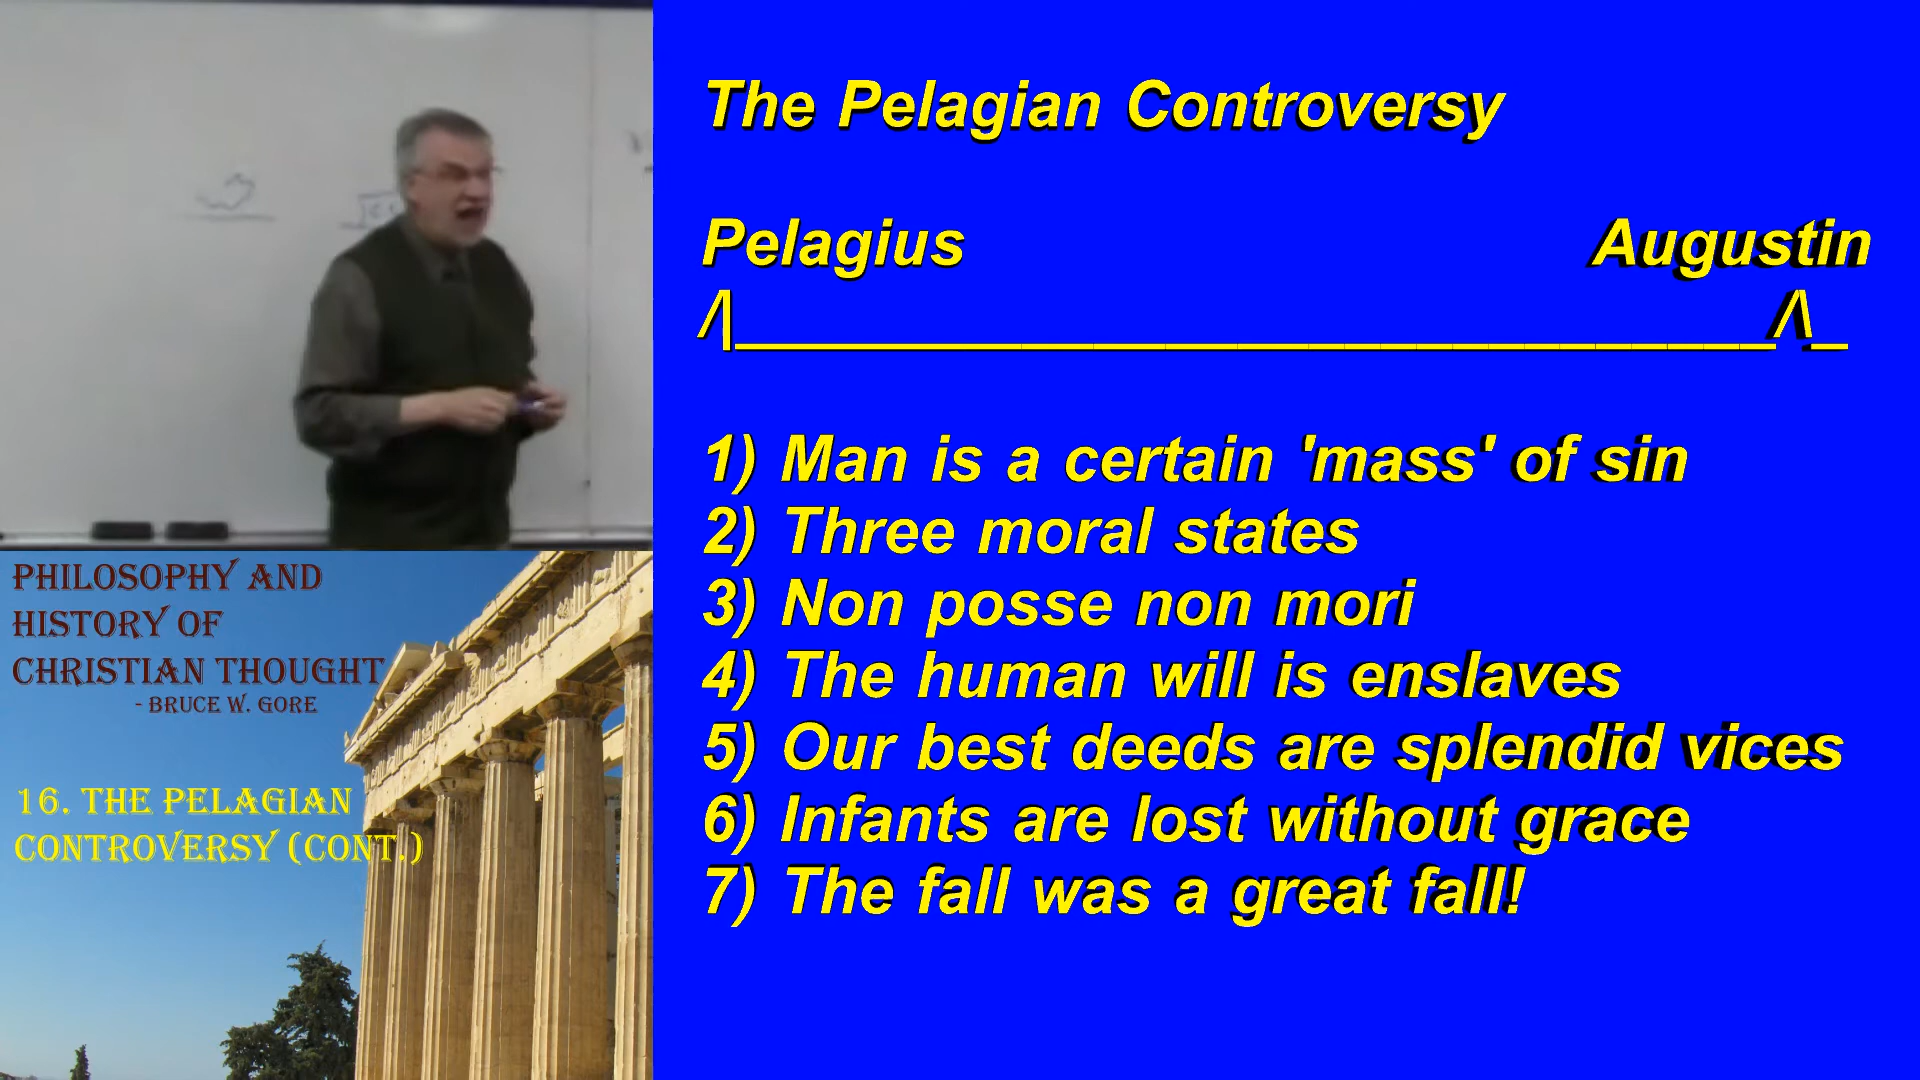 The Pelagian Controversy
Pelagius Augustin
/|_____________________________/\_
1) Man is a certain 'mass' of sin
2) Three moral states
3) Non posse non mori
4) The human will is enslaves
5) Our best deeds are splendid vices
6) Infants are lost without grace
7) The fall was a great fall!
PHILOSOPHY AND
HISTORY OF
CHRISTIAN THOUGHT
- BRUCE W. GORE
16. THE PELAGIAN
CONTROVERSY (CONT.)